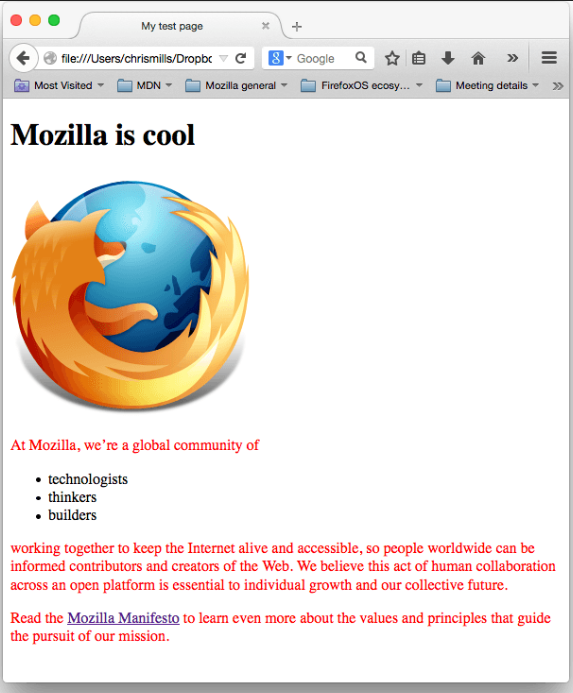 My test page
file:///Users/chrismills/Dropbo
Google
Most Visited
MDN
Mozilla general
FirefoxOS ecosy…
Meeting details
Mozilla is cool
At Mozilla, we’re a global community of
technologists
thinkers
builders
working together to keep the Internet alive and accessible, so people worldwide can be
informed contributors and creators of the Web. We believe this act of human collaboration
across an open platform is essential to individual growth and our collective future.
Read the Mozilla Manifesto to learn even more about the values and principles that guide
the pursuit of our mission.